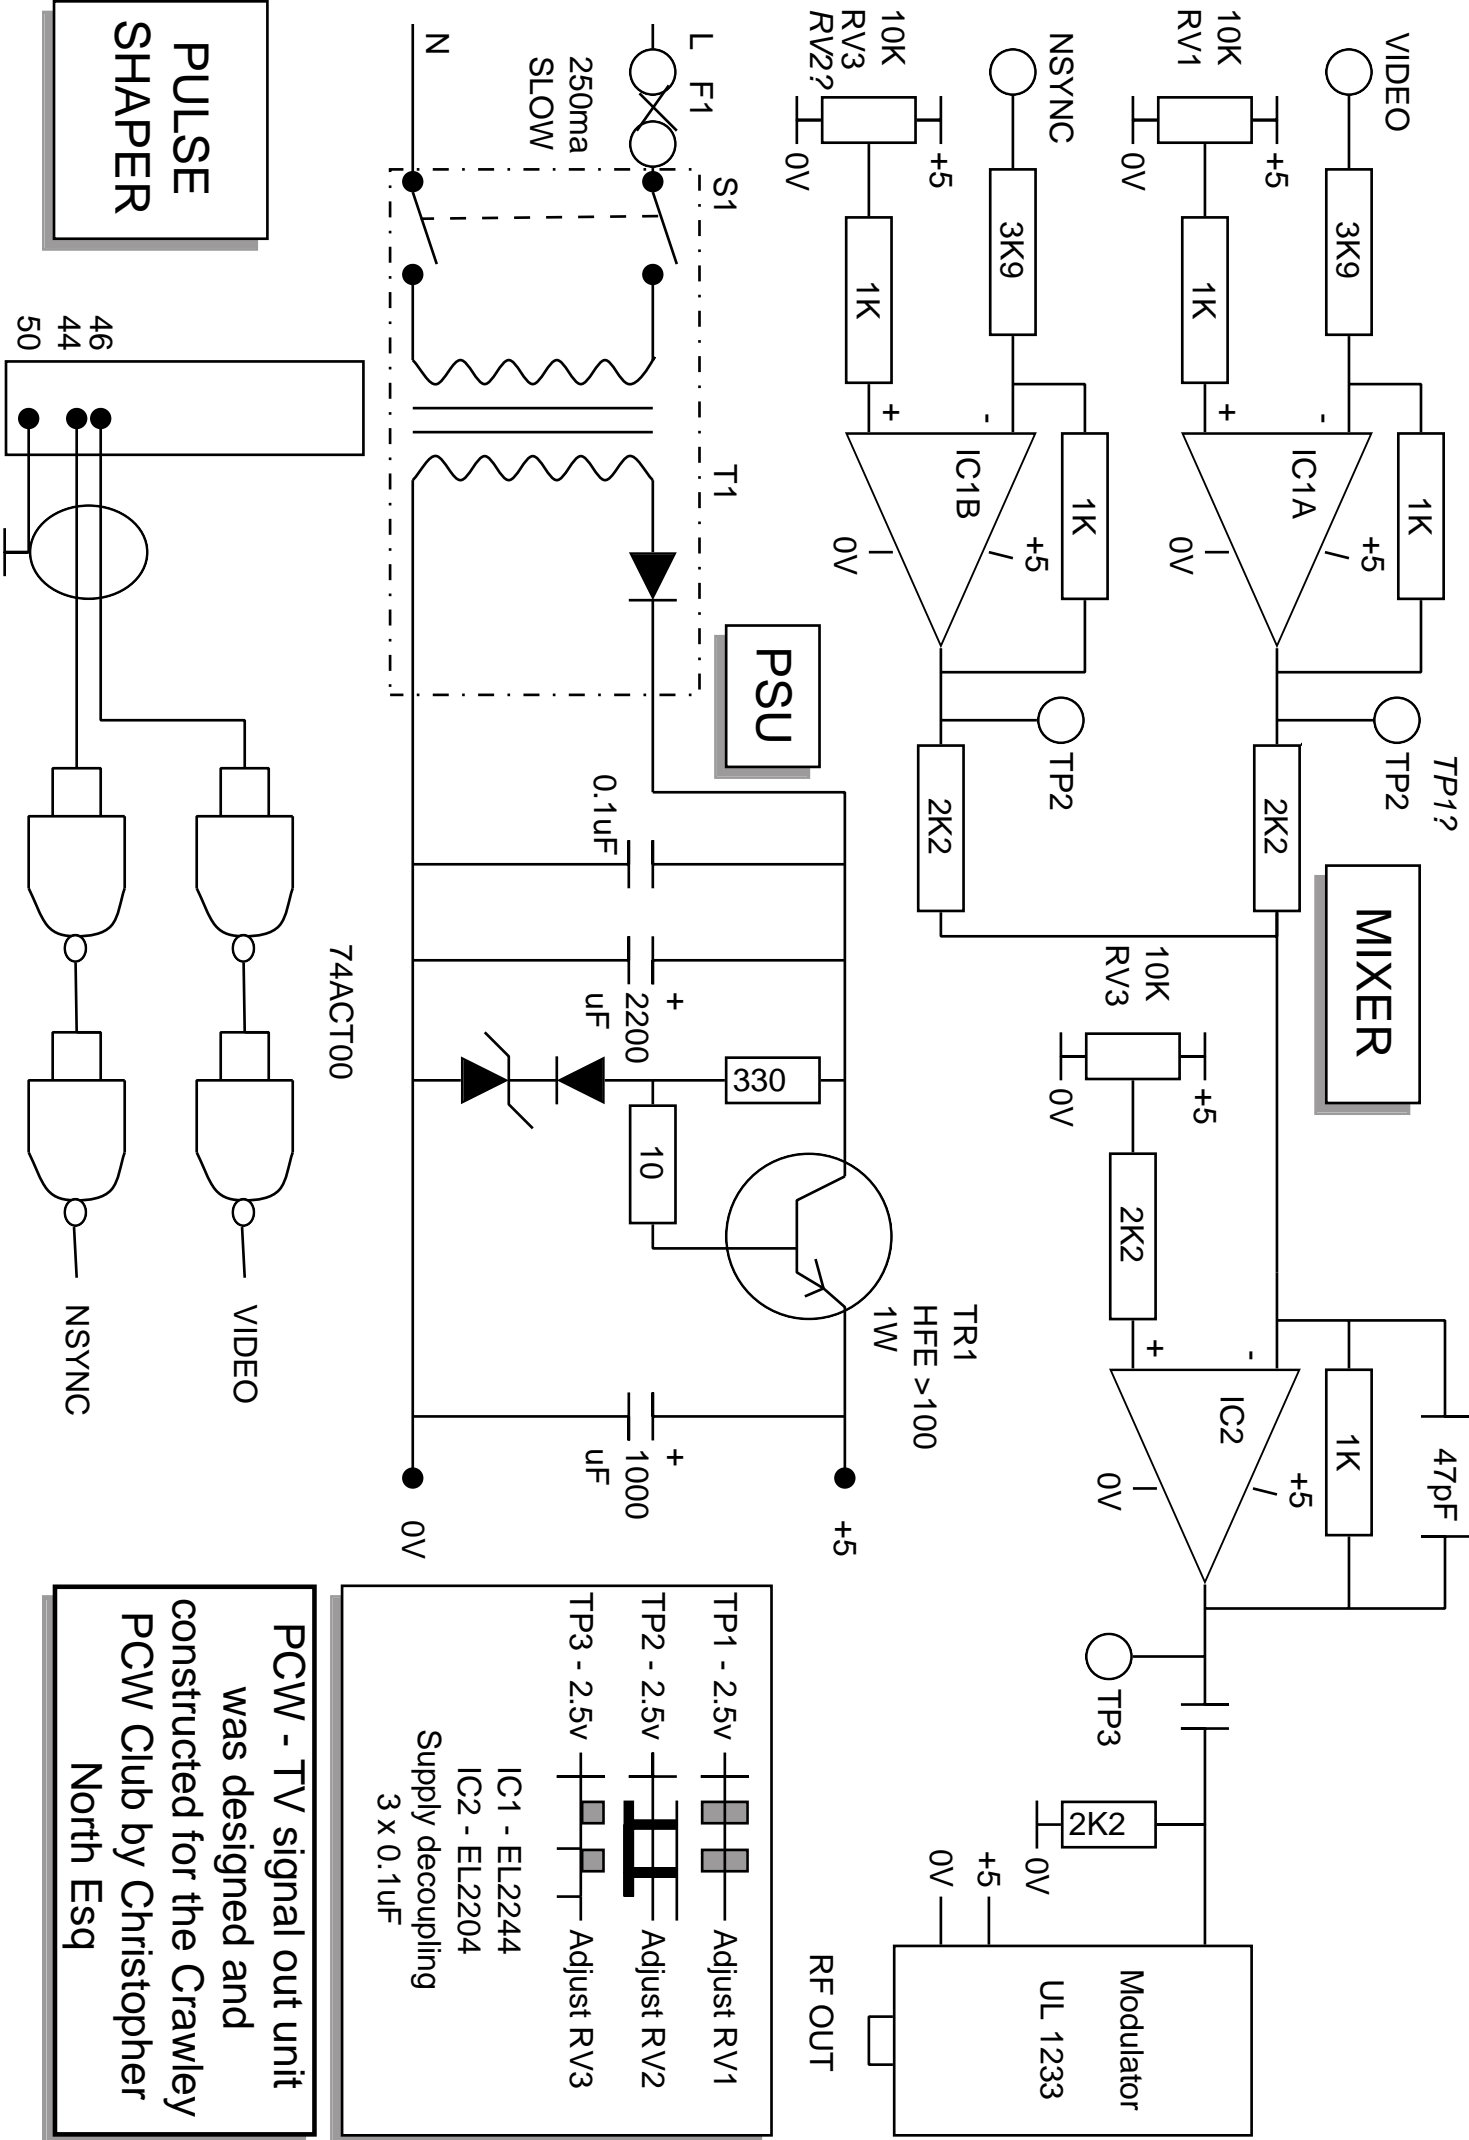 VIDEO
10K
RV1
+5
0V
3K9
1K
1K
+
-
IC1A
+5
0V
TP2
TP1?
2K2
NSYNC
10K
RV3
RV2?
+5
0V
3K9
1K
1K
+
-
IC1B
+5
0V
TP2
2K2
MIXER
10K
RV3
+5
0V
2K2
+
-
IC2
+5
0V
1K
47pF
TP3
2K2
0V
+5
0V
Modulator
UL 1233
RF OUT
L
F1
250ma
SLOW
N
S1
T1
PSU
0.1uF
+
2200
uF
330
10
TR1
HFE >100
1W
+
1000
uF
+5
0V
TP1 - 2.5v
Adjust RV1
TP2 - 2.5v
Adjust RV2
TP3 - 2.5v
Adjust RV3
IC1 - EL2244
IC2 - EL2204
Supply decoupling
3 x 0.1uF
PULSE
SHAPER
46
44
50
74ACT00
VIDEO
NSYNC
PCW - TV signal out unit
was designed and
constructed for the Crawley
PCW Club by Christopher
North Esq